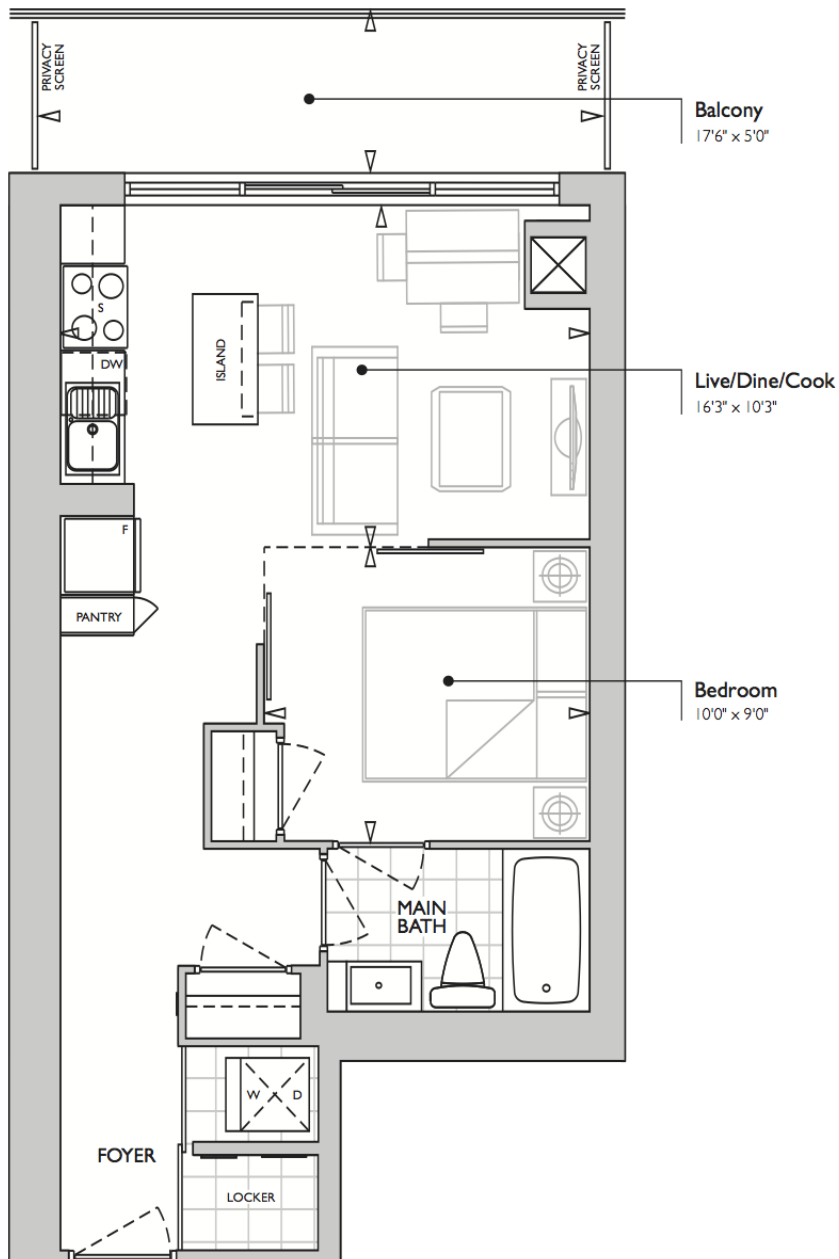 PRIVACY
SCREEN
PRIVACY
SCREEN
Balcony
17'6" x 5'0"
S
ISLAND
DW
Live/Dine/Cook
16'3" x 10'3"
F
PANTRY
Bedroom
10'0" x 9'0"
MAIN
BATH
W D
FOYER
LOCKER